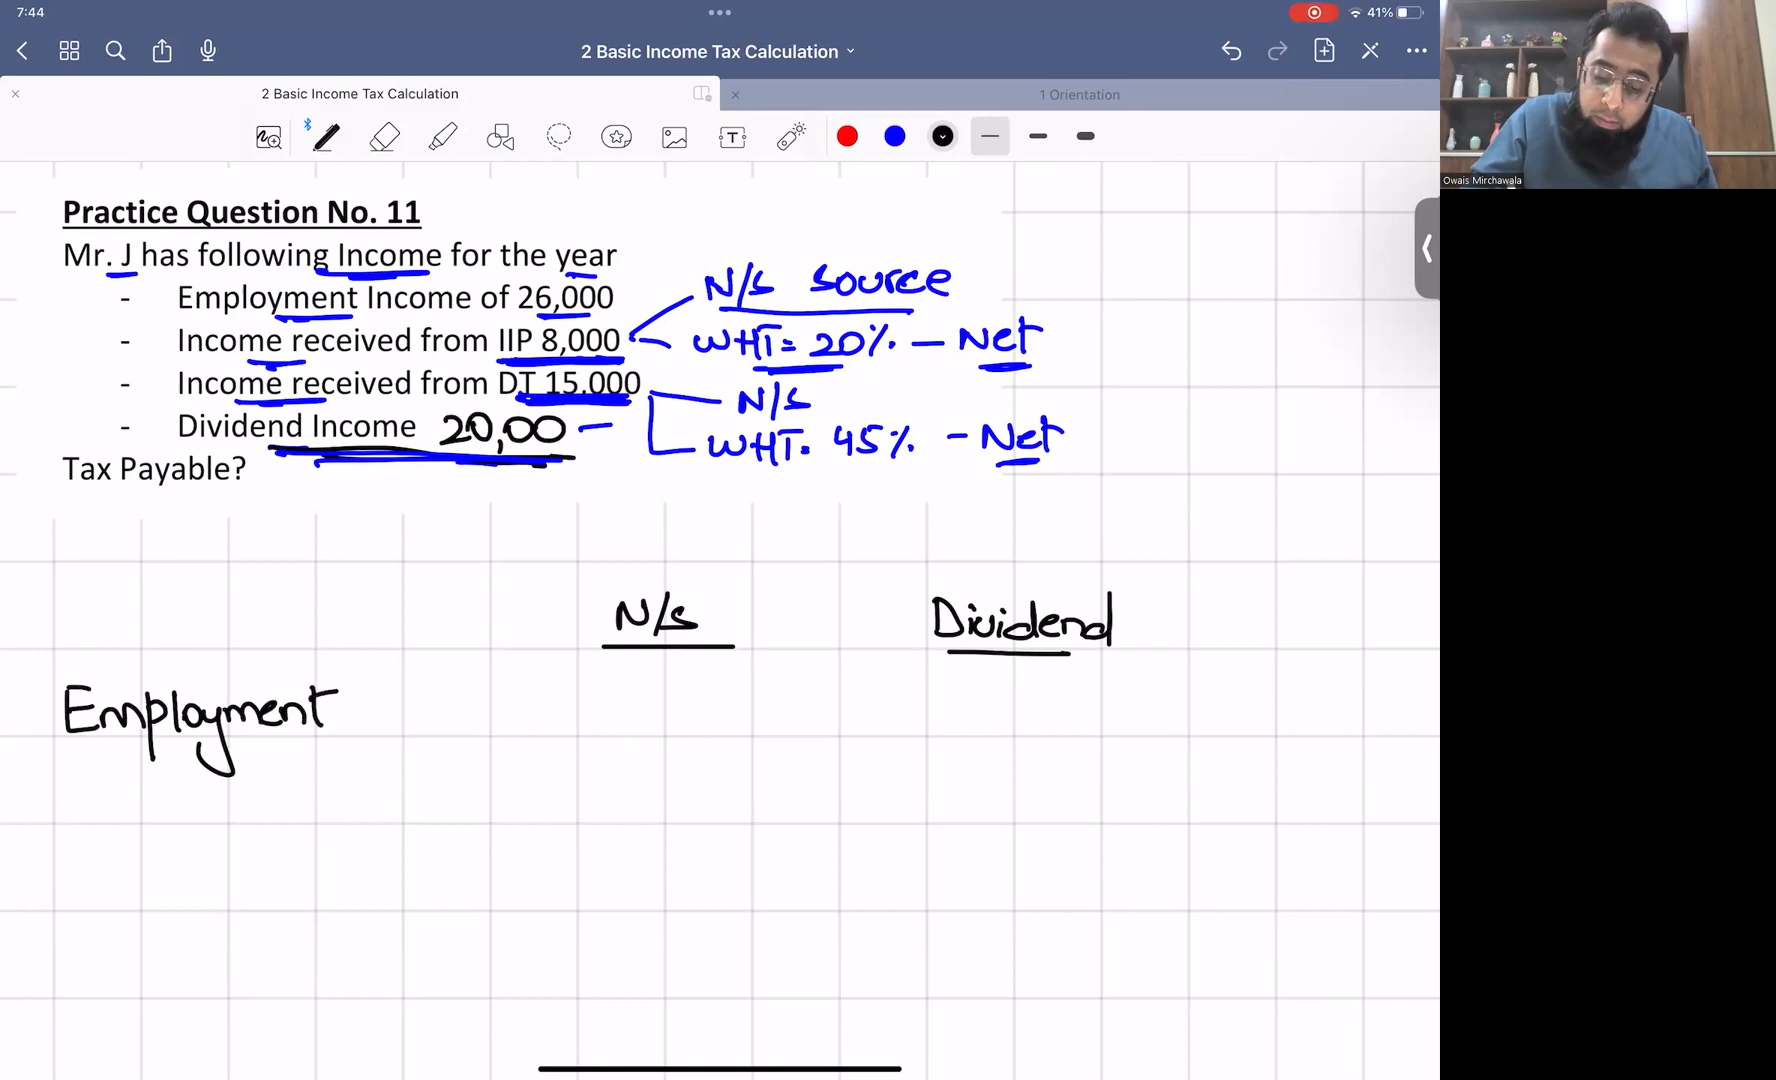 7:44
41%
2 Basic Income Tax Calculation
2 Basic Income Tax Calculation
1 Orientation
Owais Mirchawala
Practice Question No. 11
Mr. J has following Income for the year
- Employment Income of 26,000
- Income received from IIP 8,000
- Income received from DT 15,000
- Dividend Income 20,00
Tax Payable?
N/S Source
WHT = 20% - Net
N/S
WHT = 45% - Net
N/S Dividend
Employment